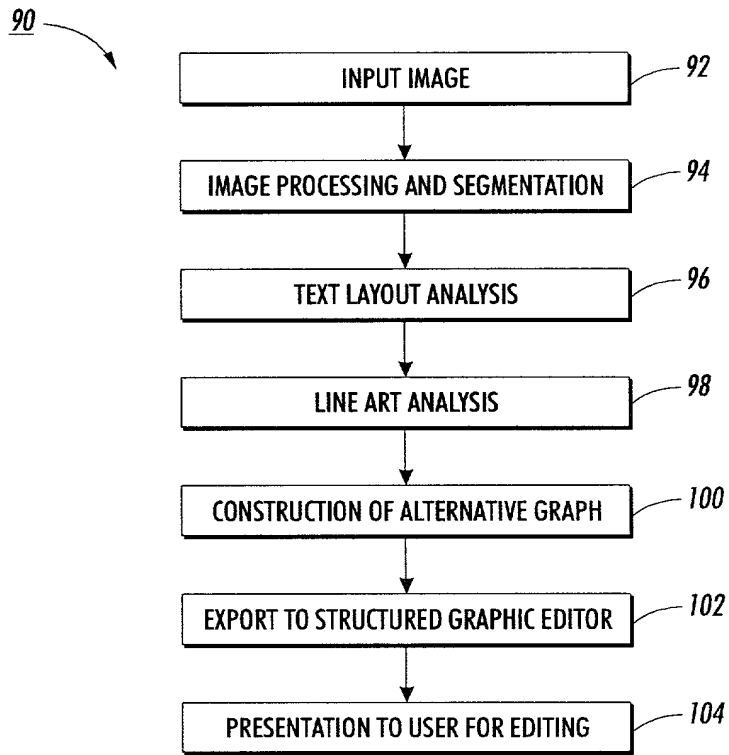 90
INPUT IMAGE
92
IMAGE PROCESSING AND SEGMENTATION
94
TEXT LAYOUT ANALYSIS
96
LINE ART ANALYSIS
98
CONSTRUCTION OF ALTERNATIVE GRAPH
100
EXPORT TO STRUCTURED GRAPHIC EDITOR
102
PRESENTATION TO USER FOR EDITING
104